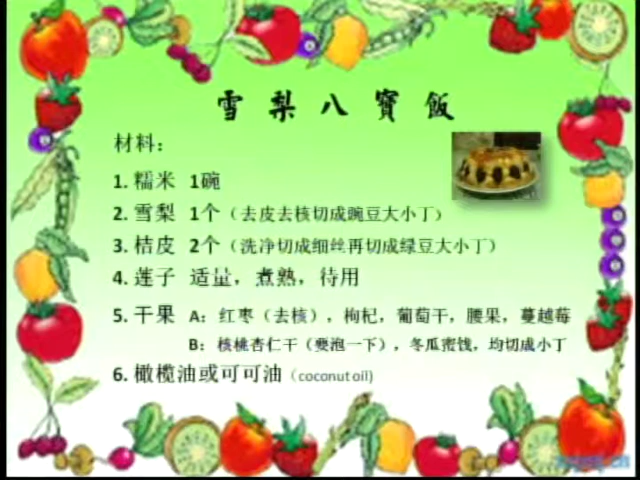 雪梨八寶飯
材料：
1. 糯米 1碗
2. 雪梨 1个（去皮去核切成豌豆大小丁）
3. 桔皮 2个（洗净切成细丝再切成绿豆大小丁）
4. 莲子 适量，煮熟，待用
5. 干果 A：红枣（去核），枸杞，葡萄干，腰果，蔓越莓
B：核桃杏仁干（要泡一下），冬瓜蜜饯，均切成小丁
6. 橄榄油或可可油（coconut oil)